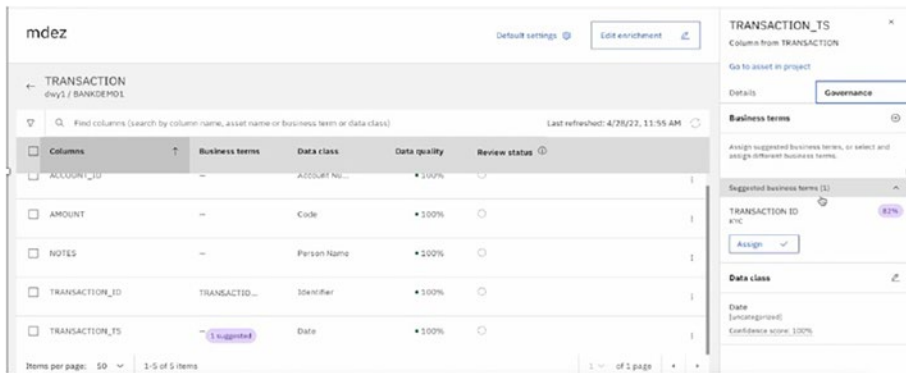 mdez
Default settings
Edit enrichment
← TRANSACTION
dwy1 / BANKDEMO1
Find columns (search by column name, asset name or business term or data class)
Last refreshed: 4/28/22, 11:55 AM
Columns ↑ Business terms Data class Data quality Review status
ACCOUNT_ID — Account Nu... 100%
AMOUNT — Code 100%
NOTES — Person Name 100%
TRANSACTION_ID TRANSACTIO... Identifier 100%
TRANSACTION_TS — 1 suggested Date 100%
Items per page: 50 1-5 of 5 items 1 of 1 page
TRANSACTION_TS
Column from TRANSACTION
Go to asset in project
Details Governance
Business terms
Assign suggested business terms, or select and
assign different business terms.
Suggested business terms (1)
TRANSACTION ID 82%
KYC
Assign
Data class
Date
[uncategorized]
Confidence score: 100%